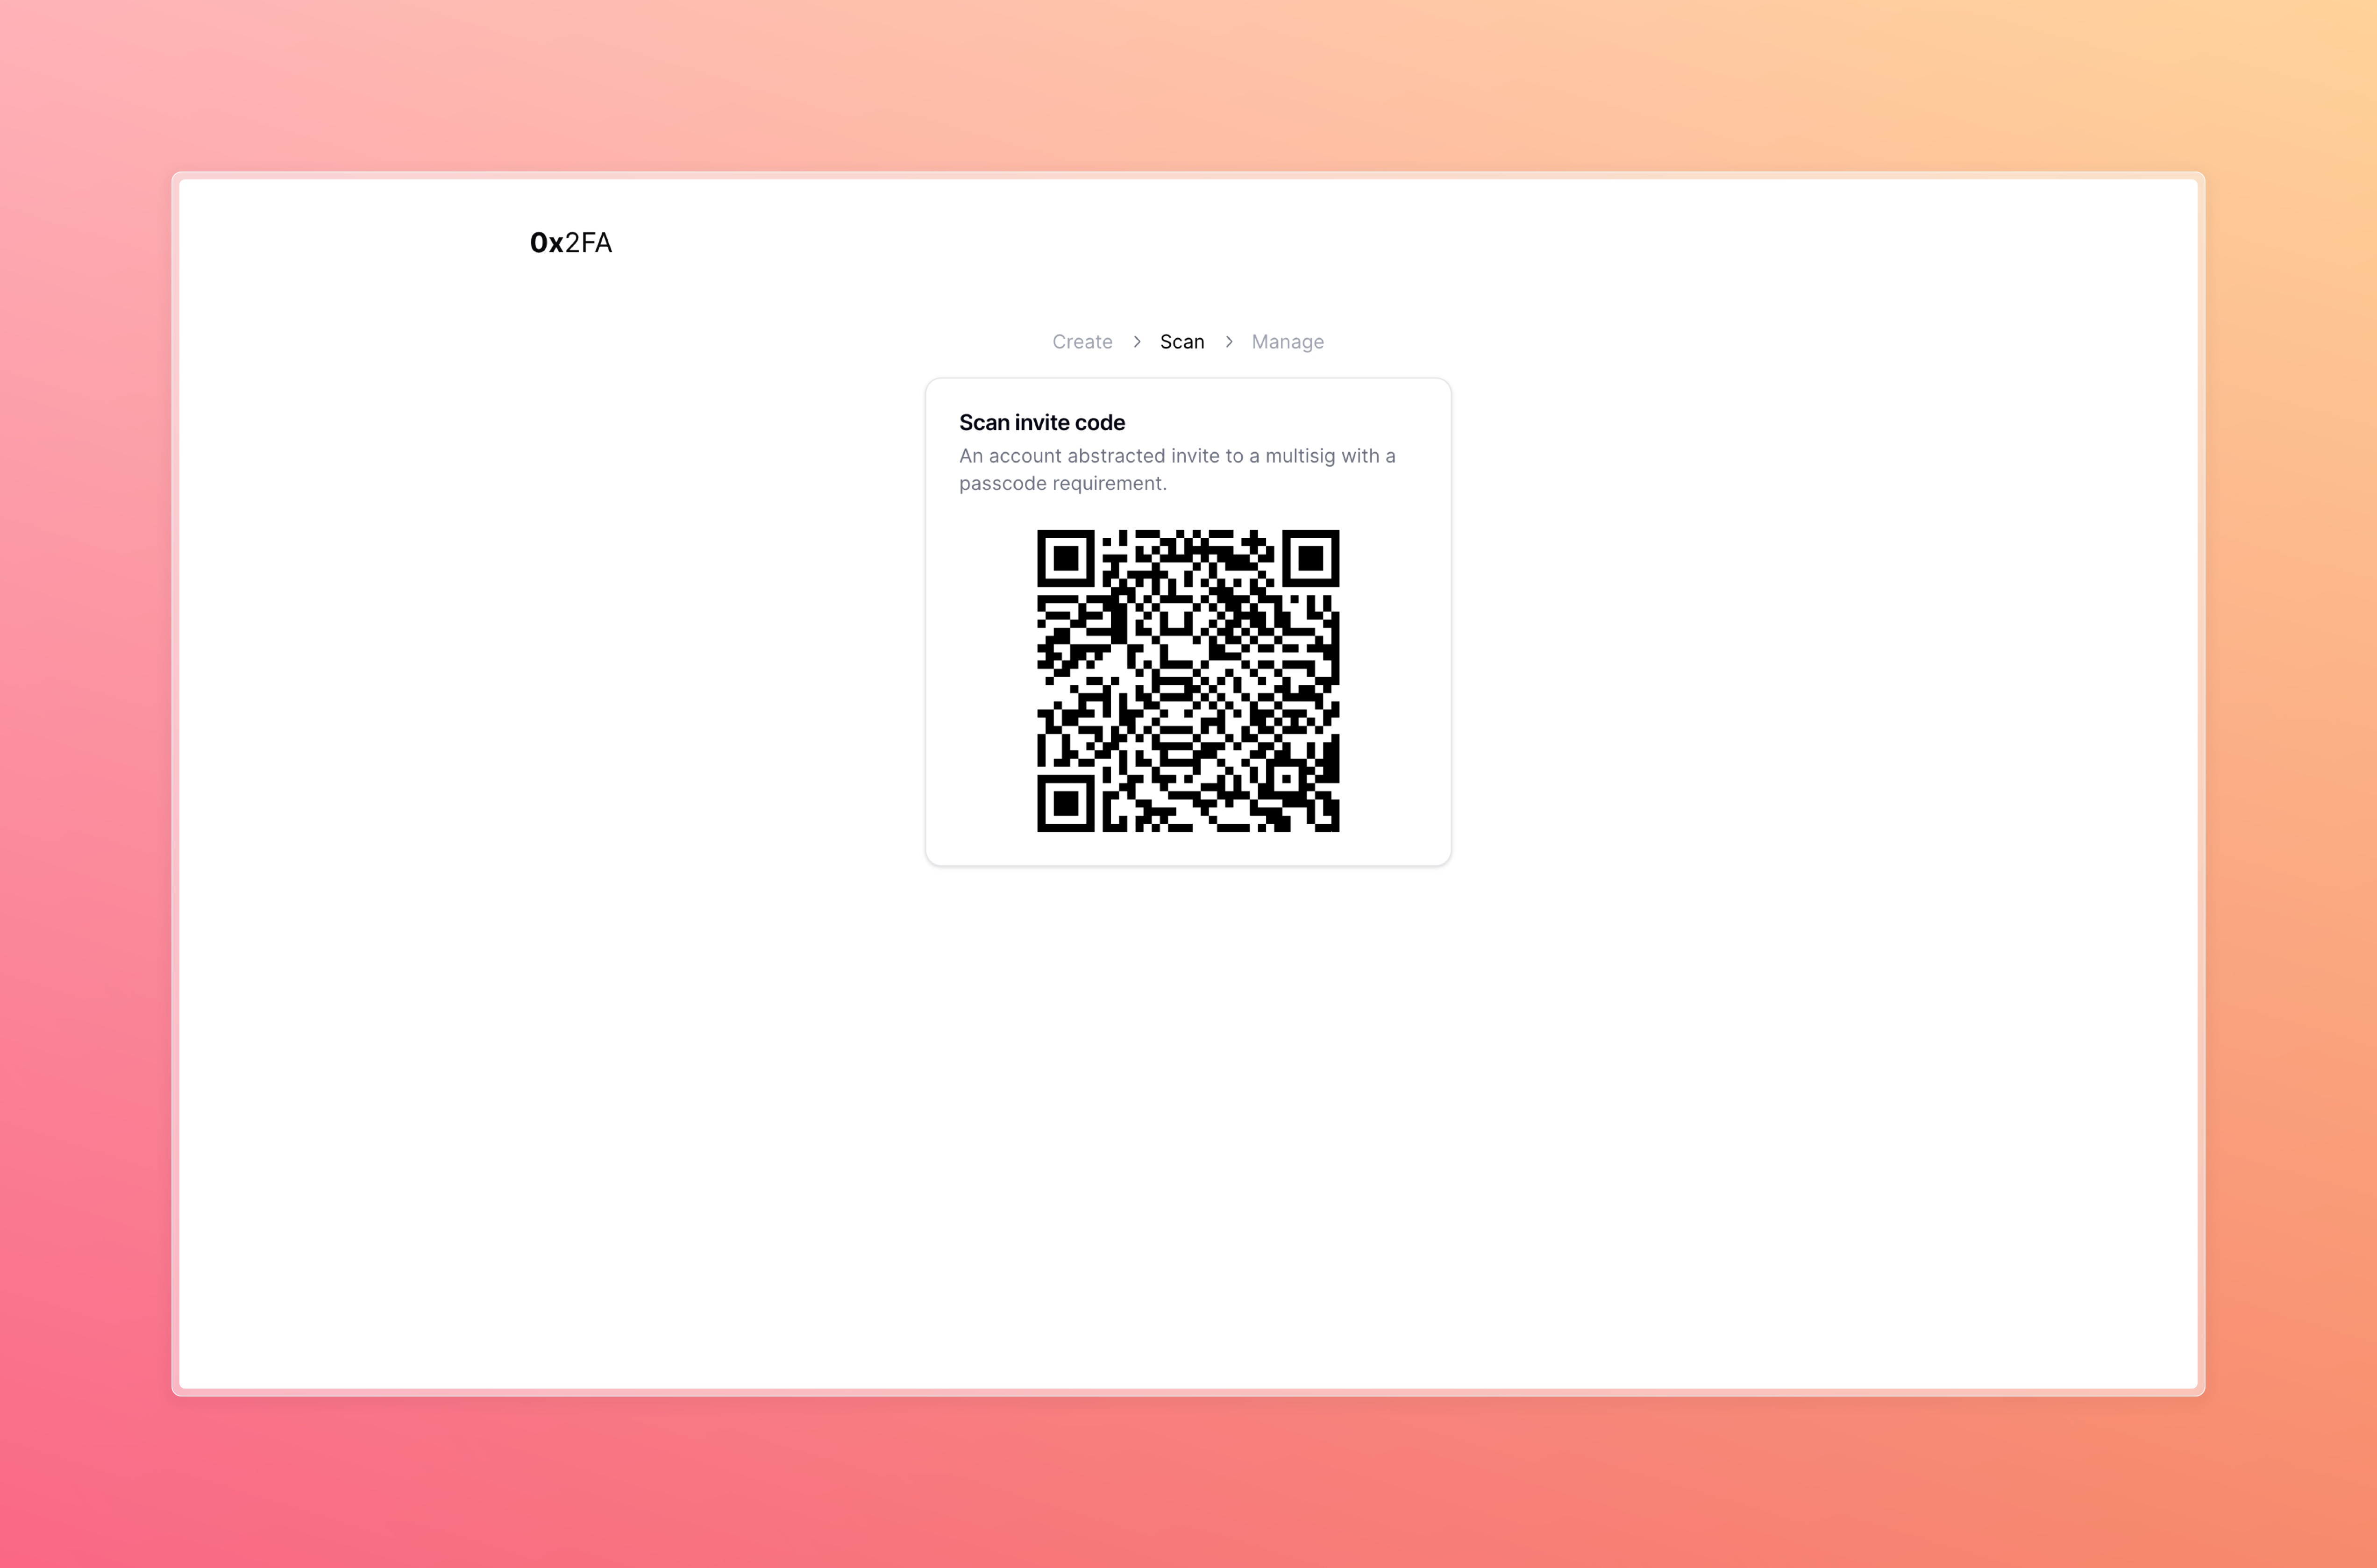 0x2FA
Create > Scan > Manage
Scan invite code
An account abstracted invite to a multisig with a
passcode requirement.